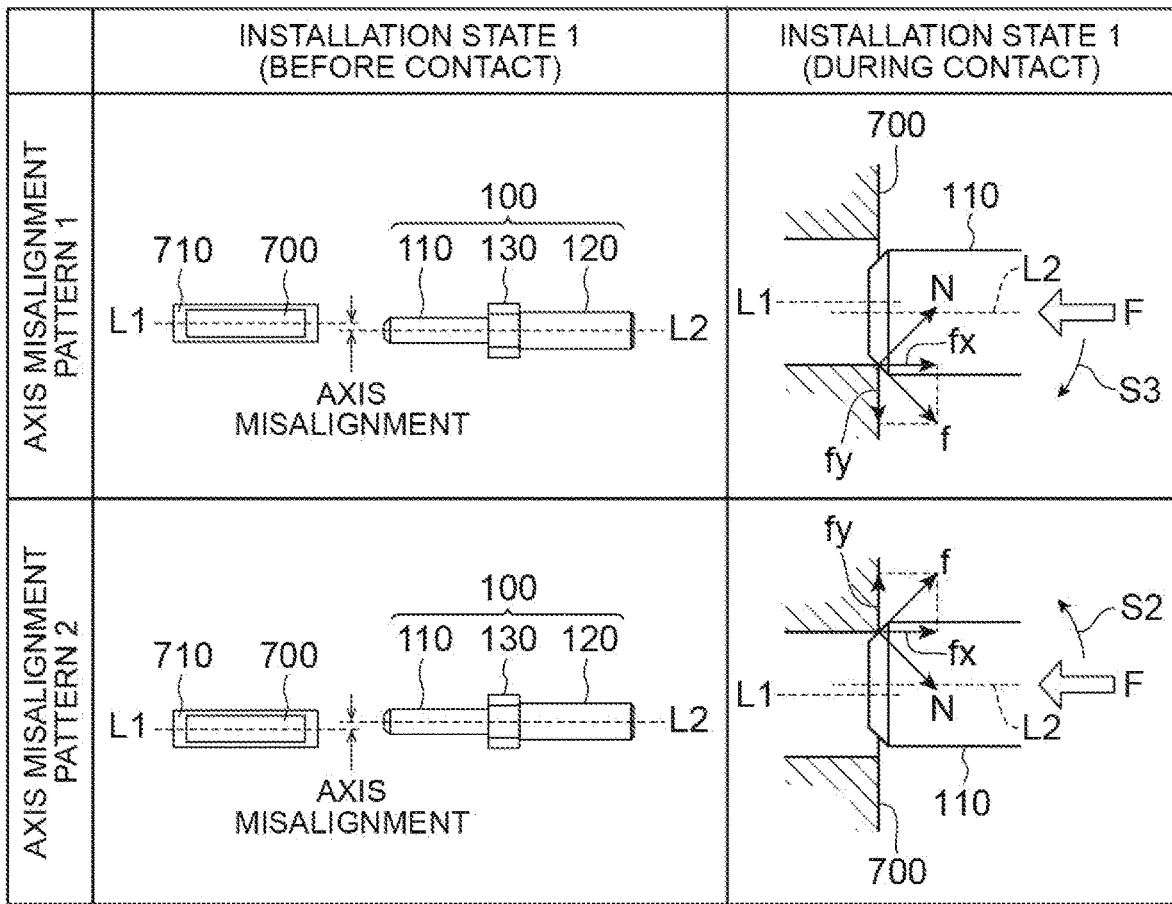 INSTALLATION STATE 1
(BEFORE CONTACT)
INSTALLATION STATE 1
(DURING CONTACT)
AXIS MISALIGNMENT
PATTERN 1
100
710 700 110 130 120
L1 L2
AXIS
MISALIGNMENT
700
110
L2
L1 N
F
fx
S3
fy f
AXIS MISALIGNMENT
PATTERN 2
100
710 700 110 130 120
L1 L2
AXIS
MISALIGNMENT
fy f
S2
fx
L1 N F
L2
110
700